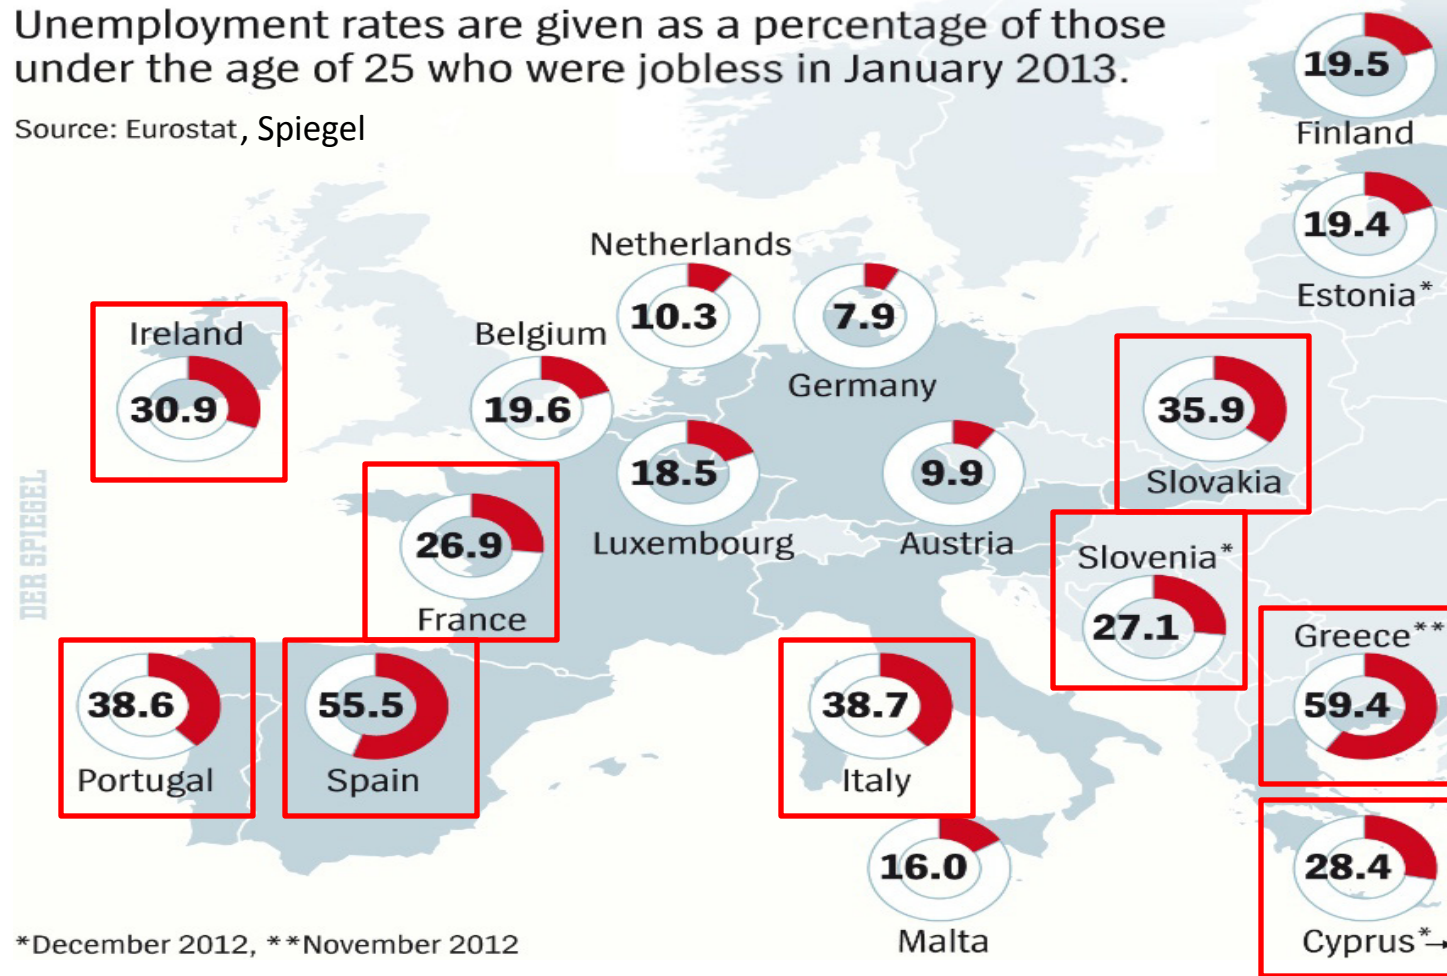 Unemployment rates are given as a percentage of those
under the age of 25 who were jobless in January 2013.
Source: Eurostat, Spiegel
19.5
Finland
19.4
Estonia*
Netherlands
10.3
7.9
Germany
Ireland
30.9
Belgium
19.6
18.5
Luxembourg
9.9
Austria
35.9
Slovakia
26.9
France
Slovenia*
27.1
Greece**
59.4
38.6
Portugal
55.5
Spain
38.7
Italy
16.0
Malta
28.4
Cyprus*→
DER SPIEGEL
*December 2012, **November 2012